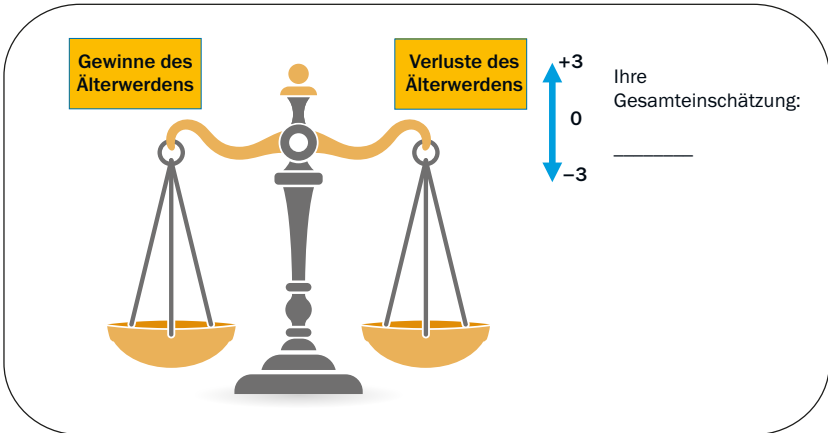 Gewinne des
Älterwerdens
Verluste des
Älterwerdens
+3
0
–3
Ihre
Gesamteinschätzung:
________